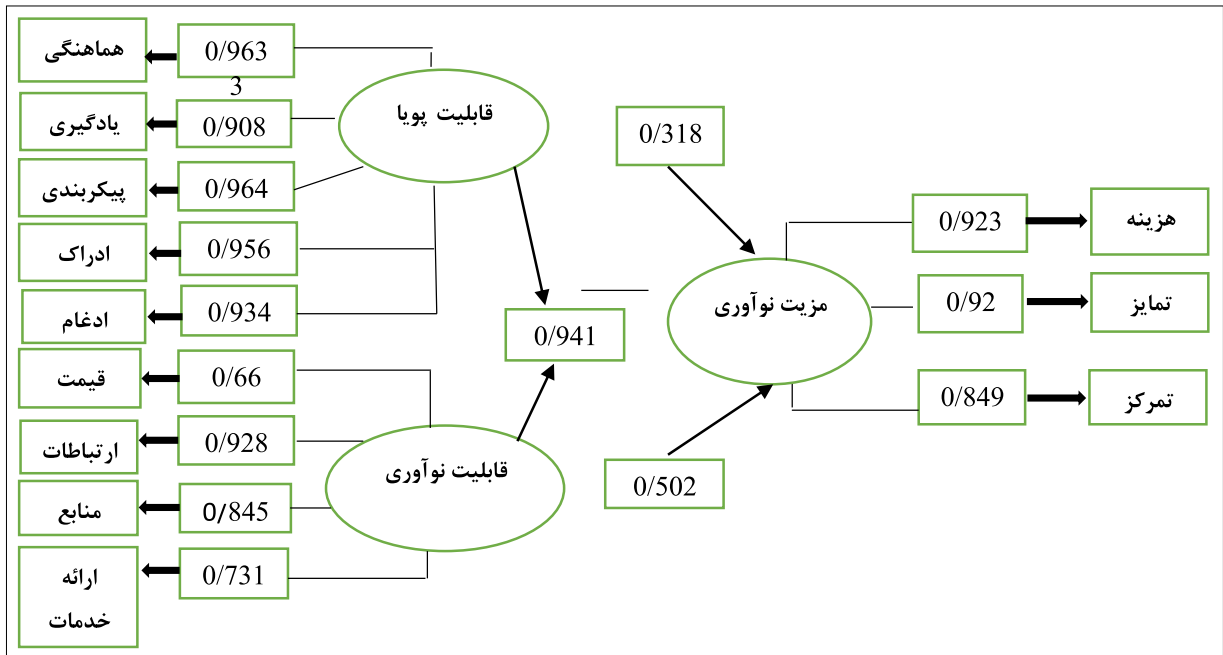 هماهنگی
0/963
3
یادگیری
0/908
پیکربندی
0/964
ادراک
0/956
ادغام
0/934
قیمت
0/66
ارتباطات
0/928
منابع
0/845
ارائه
خدمات
0/731
قابلیت پویا
قابلیت نوآوری
0/941
0/318
0/502
مزیت نوآوری
0/923
هزینه
0/92
تمایز
0/849
تمرکز